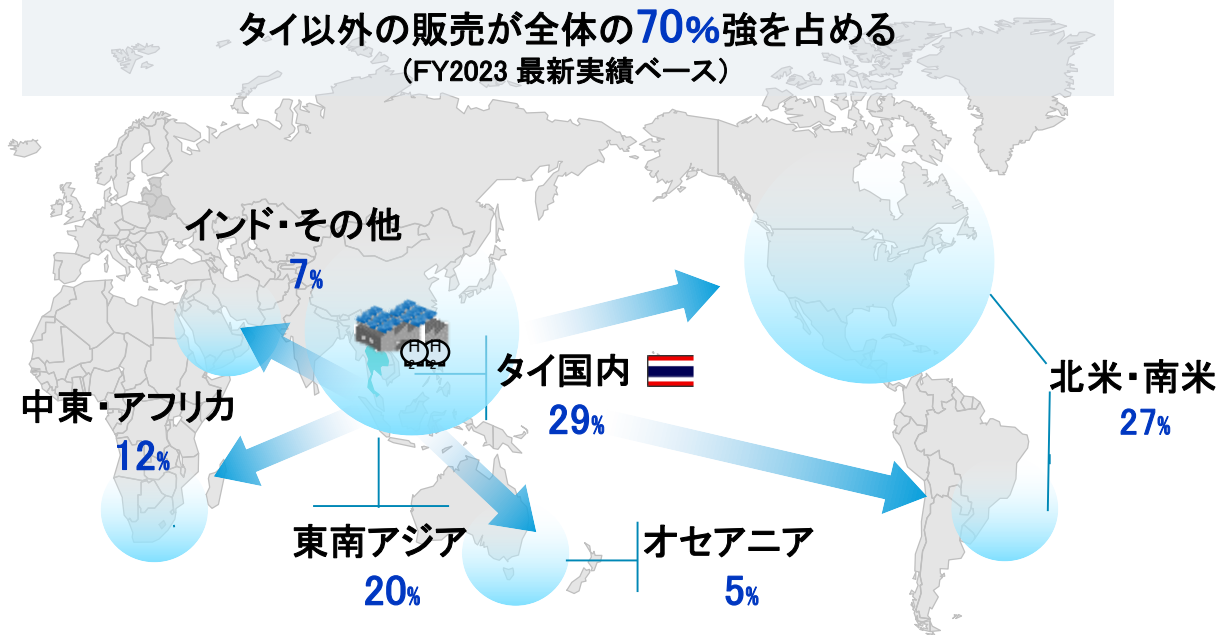 タイ以外の販売が全体の70%強を占める
（FY2023 最新実績ベース）
インド・その他
7%
H2 H2
タイ国内
29%
北米・南米
27%
中東・アフリカ
12%
東南アジア
20%
オセアニア
5%